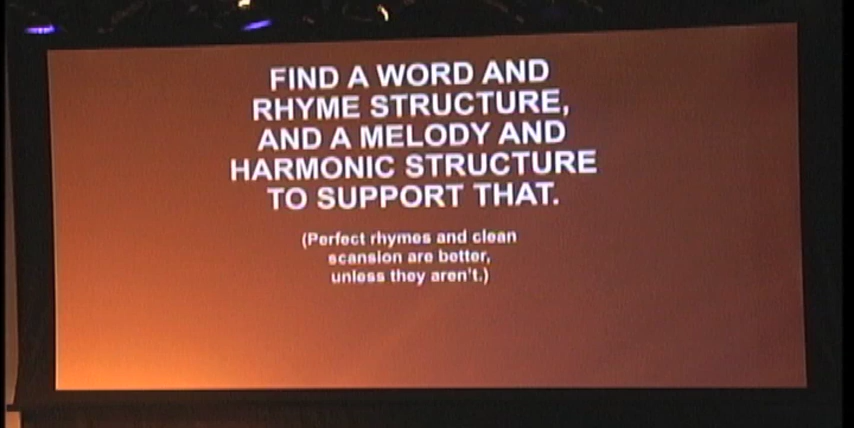 FIND A WORD AND
RHYME STRUCTURE,
AND A MELODY AND
HARMONIC STRUCTURE
TO SUPPORT THAT.
(Perfect rhymes and clean
scansion are better,
unless they aren't.)